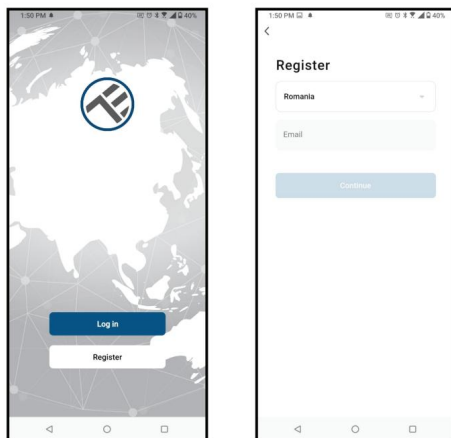 1:50 PM 40%
Log in
Register
1:50 PM 40%
Register
Romania
Email
Continue